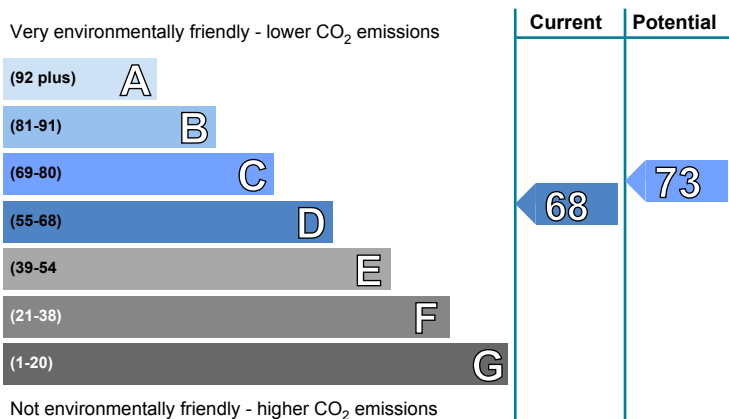 Very environmentally friendly - lower CO2 emissions
Current
Potential
(92 plus) A
(81-91) B
(69-80) C
(55-68) D
(39-54 E
(21-38) F
(1-20) G
68
73
Not environmentally friendly - higher CO2 emissions